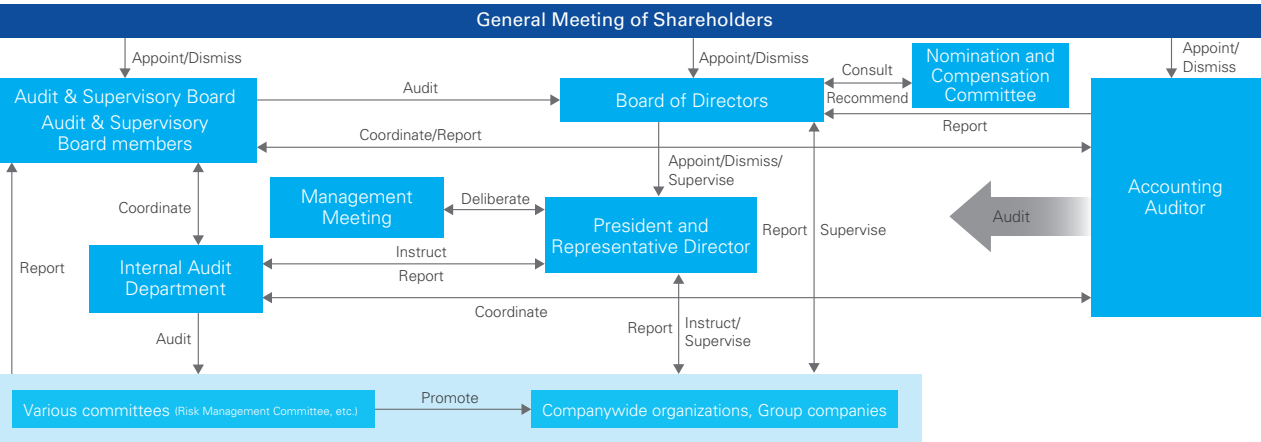 General Meeting of Shareholders
Appoint/Dismiss
Appoint/Dismiss
Appoint/
Dismiss
Audit & Supervisory Board
Audit & Supervisory
Board members
Audit
Board of Directors
Consult
Recommend
Nomination and
Compensation
Committee
Report
Coordinate/Report
Appoint/Dismiss/
Supervise
Accounting
Auditor
Audit
Coordinate
Management
Meeting
Deliberate
President and
Representative Director
Report
Supervise
Report
Internal Audit
Department
Instruct
Report
Coordinate
Audit
Report
Instruct/
Supervise
Various committees (Risk Management Committee, etc.)
Promote
Companywide organizations, Group companies